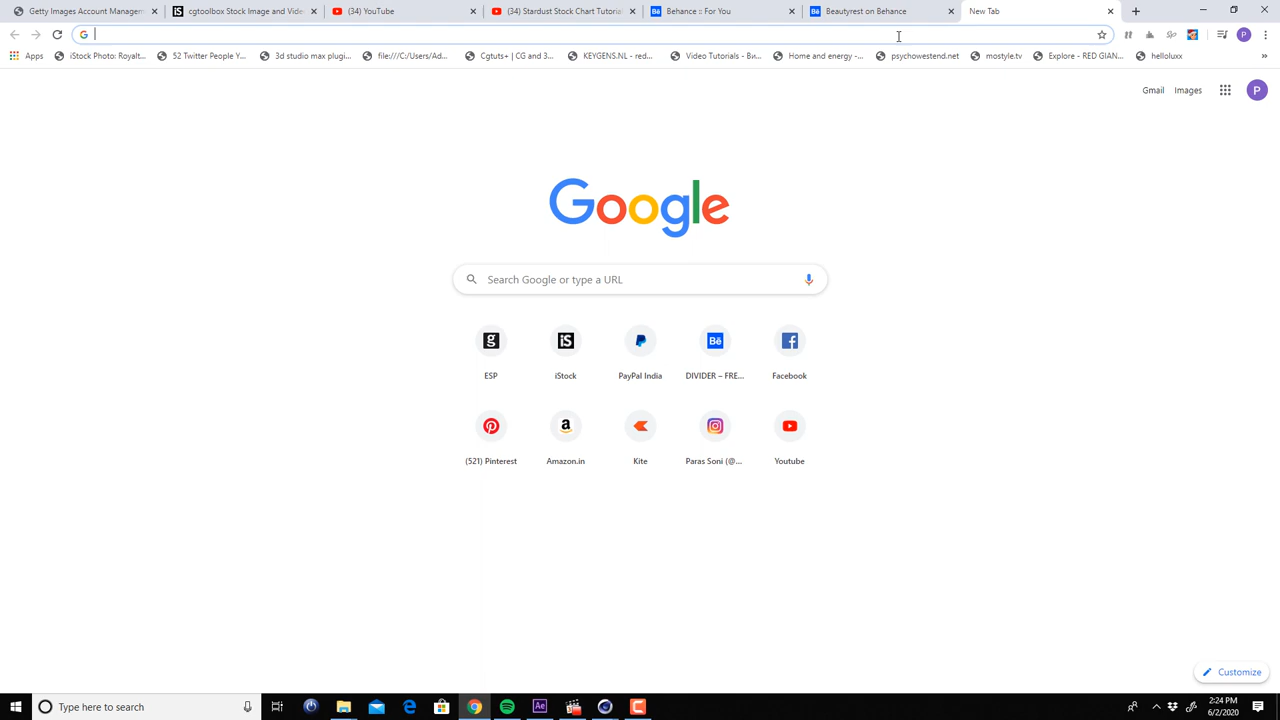 Getty Images Account Managem
cgtoolbox Stock Image and Vide
(34) YouTube
(34) Stardust Stock Chart Tutoria
Behance :: For You
Beautyrest on Behance
New Tab
Apps
iStock Photo: Royalt...
52 Twitter People Y...
3d studio max plugi...
file:///C:/Users/Ad...
Cgtuts+ | CG and 3...
KEYGENS.NL - red...
Video Tutorials - Ви...
Home and energy -...
psychowestend.net
mostyle.tv
Explore - RED GIAN...
helloluxx
Gmail
Images
P
Google
Search Google or type a URL
ESP
iStock
PayPal India
DIVIDER – FRE...
Facebook
(521) Pinterest
Amazon.in
Kite
Paras Soni (@...
Youtube
Customize
Type here to search
2:24 PM
6/2/2020